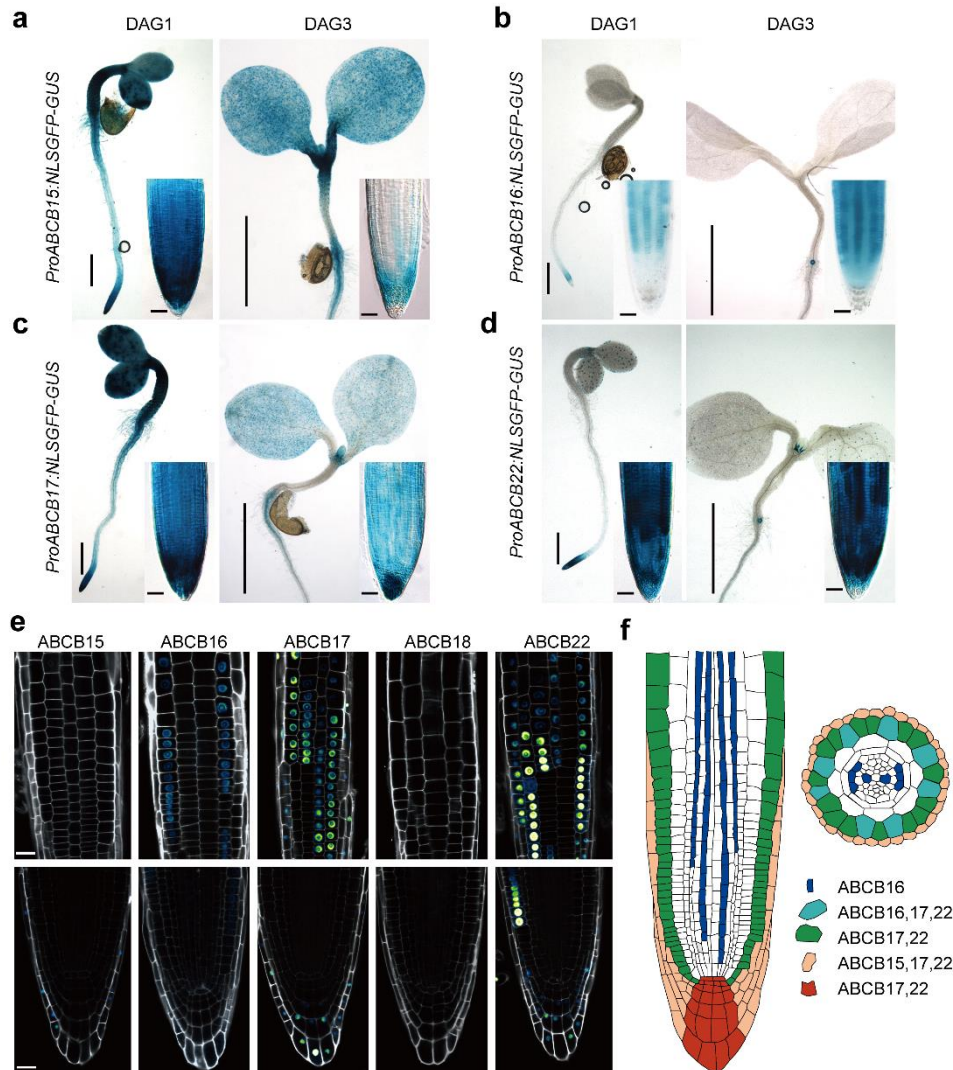 a
DAG1
DAG3
ProABCB15:NLSGFP-GUS
b
DAG1
DAG3
ProABCB16:NLSGFP-GUS
c
ProABCB17:NLSGFP-GUS
d
ProABCB22:NLSGFP-GUS
e
ABCB15
ABCB16
ABCB17
ABCB18
ABCB22
f
ABCB16
ABCB16,17,22
ABCB17,22
ABCB15,17,22
ABCB17,22